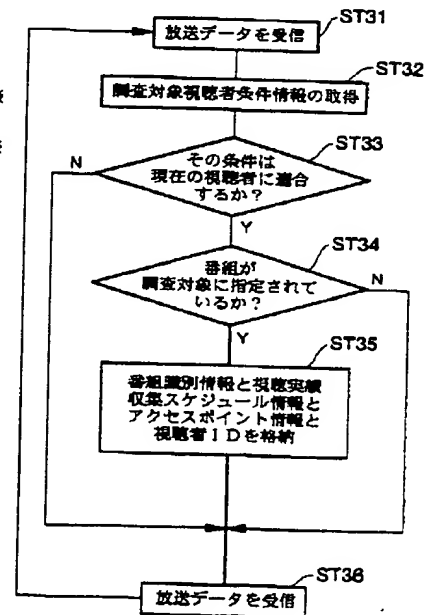 ST31
放送データを受信
ST32
調査対象視聴者条件情報の取得
ST33
その条件は
現在の視聴者に適合
するか？
N
Y
ST34
番組が
調査対象に指定されて
いるか？
N
Y
ST35
番組識別情報と視聴実績
収集スケジュール情報と
アクセスポイント情報と
視聴者IDを格納
ST36
放送データを受信